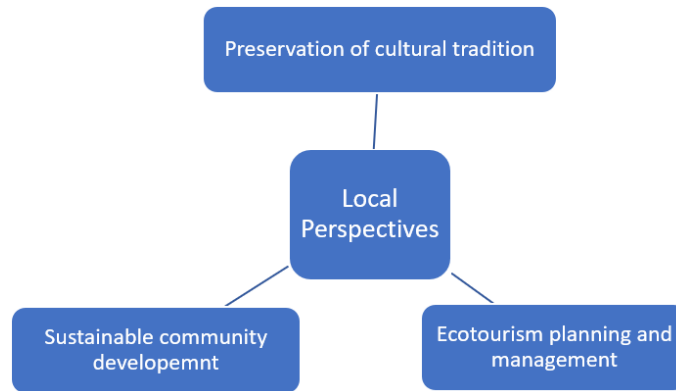 Preservation of cultural tradition
Local
Perspectives
Sustainable community
developemnt
Ecotourism planning and
management